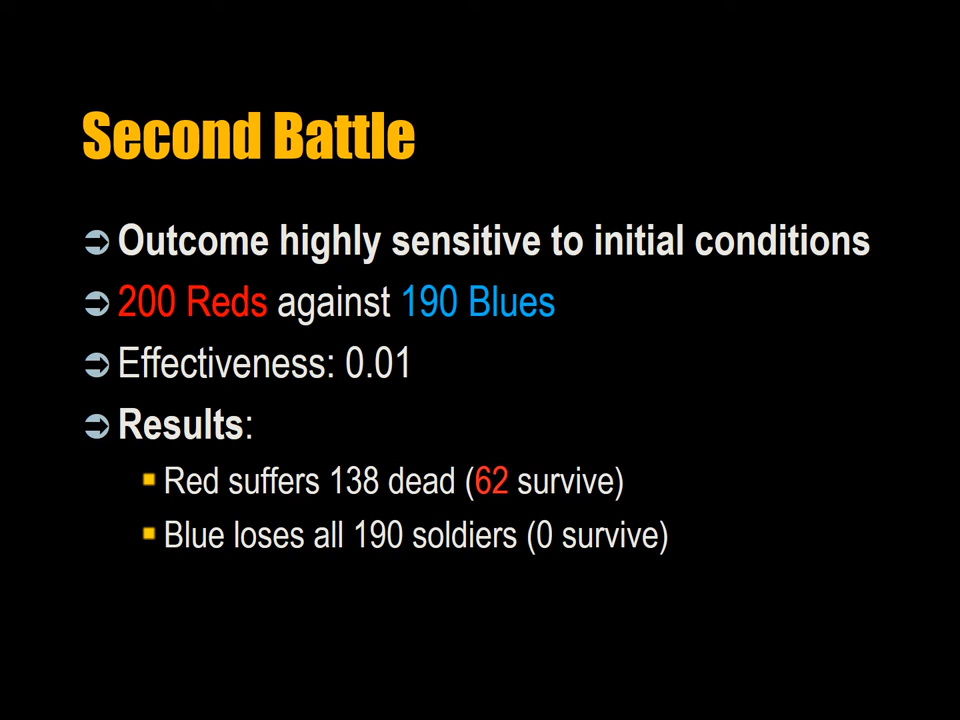 Second Battle
Outcome highly sensitive to initial conditions
200 Reds against 190 Blues
Effectiveness: 0.01
Results:
Red suffers 138 dead (62 survive)
Blue loses all 190 soldiers (0 survive)